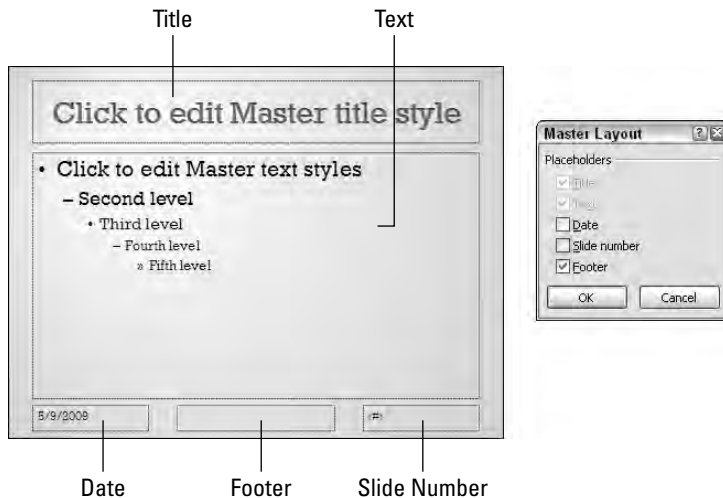 Title
Text
Click to edit Master title style
• Click to edit Master text styles
– Second level
• Third level
– Fourth level
» Fifth level
5/9/2009
‹#›
Date
Footer
Slide Number
Master Layout
Placeholders
Title
Text
Date
Slide number
Footer
OK
Cancel